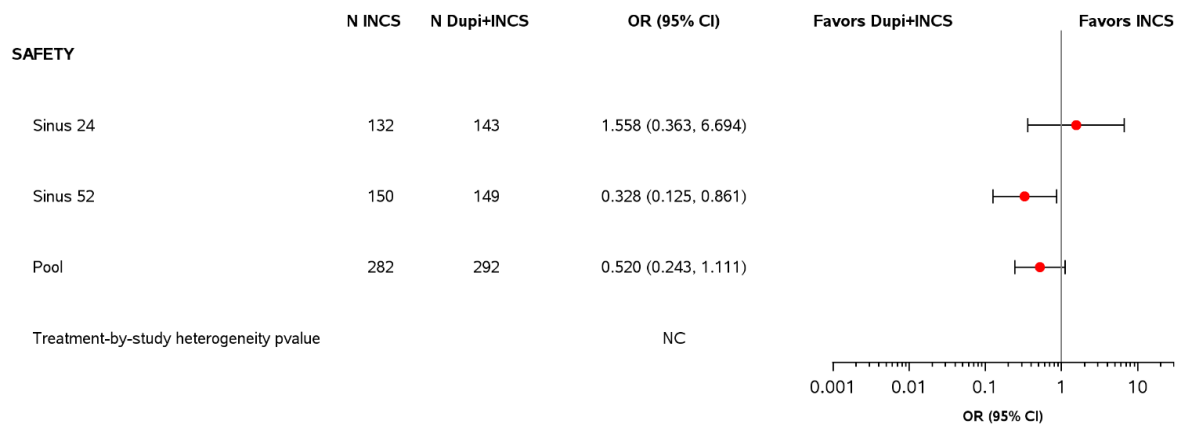 N INCS N Dupi+INCS OR (95% CI) Favors Dupi+INCS Favors INCS
SAFETY
Sinus 24 132 143 1.558 (0.363, 6.694)
Sinus 52 150 149 0.328 (0.125, 0.861)
Pool 282 292 0.520 (0.243, 1.111)
Treatment-by-study heterogeneity pvalue NC
0.001 0.01 0.1 1 10
OR (95% CI)